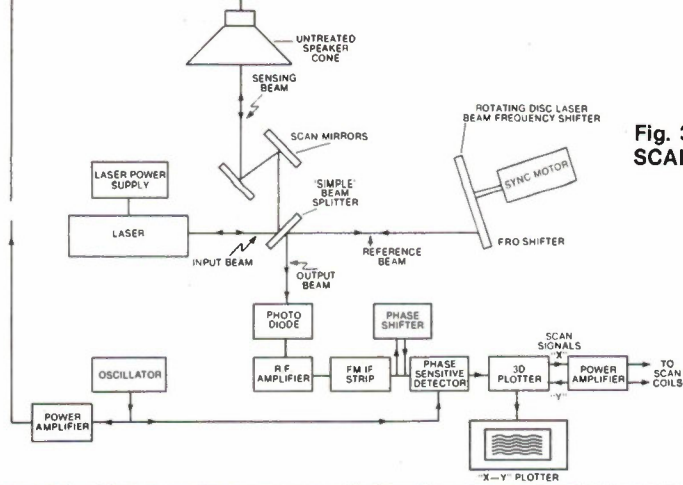 UNTREATED
SPEAKER
CONE
SENSING
BEAM
SCAN MIRRORS
ROTATING DISC LASER
BEAM FREQUENCY SHIFTER
Fig. 3
SCAN
SYNC MOTOR
LASER POWER
SUPPLY
"SIMPLE"
BEAM
SPLITTER
LASER
INPUT BEAM
REFERENCE
BEAM
FRO SHIFTER
OUTPUT
BEAM
PHOTO
DIODE
PHASE
SHIFTER
SCAN
SIGNALS
"X"
OSCILLATOR
R.F.
AMPLIFIER
FM IF
STRIP
PHASE
SENSITIVE
DETECTOR
3D
PLOTTER
POWER
AMPLIFIER
TO
SCAN
COILS
"Y"
POWER
AMPLIFIER
"X—Y" PLOTTER